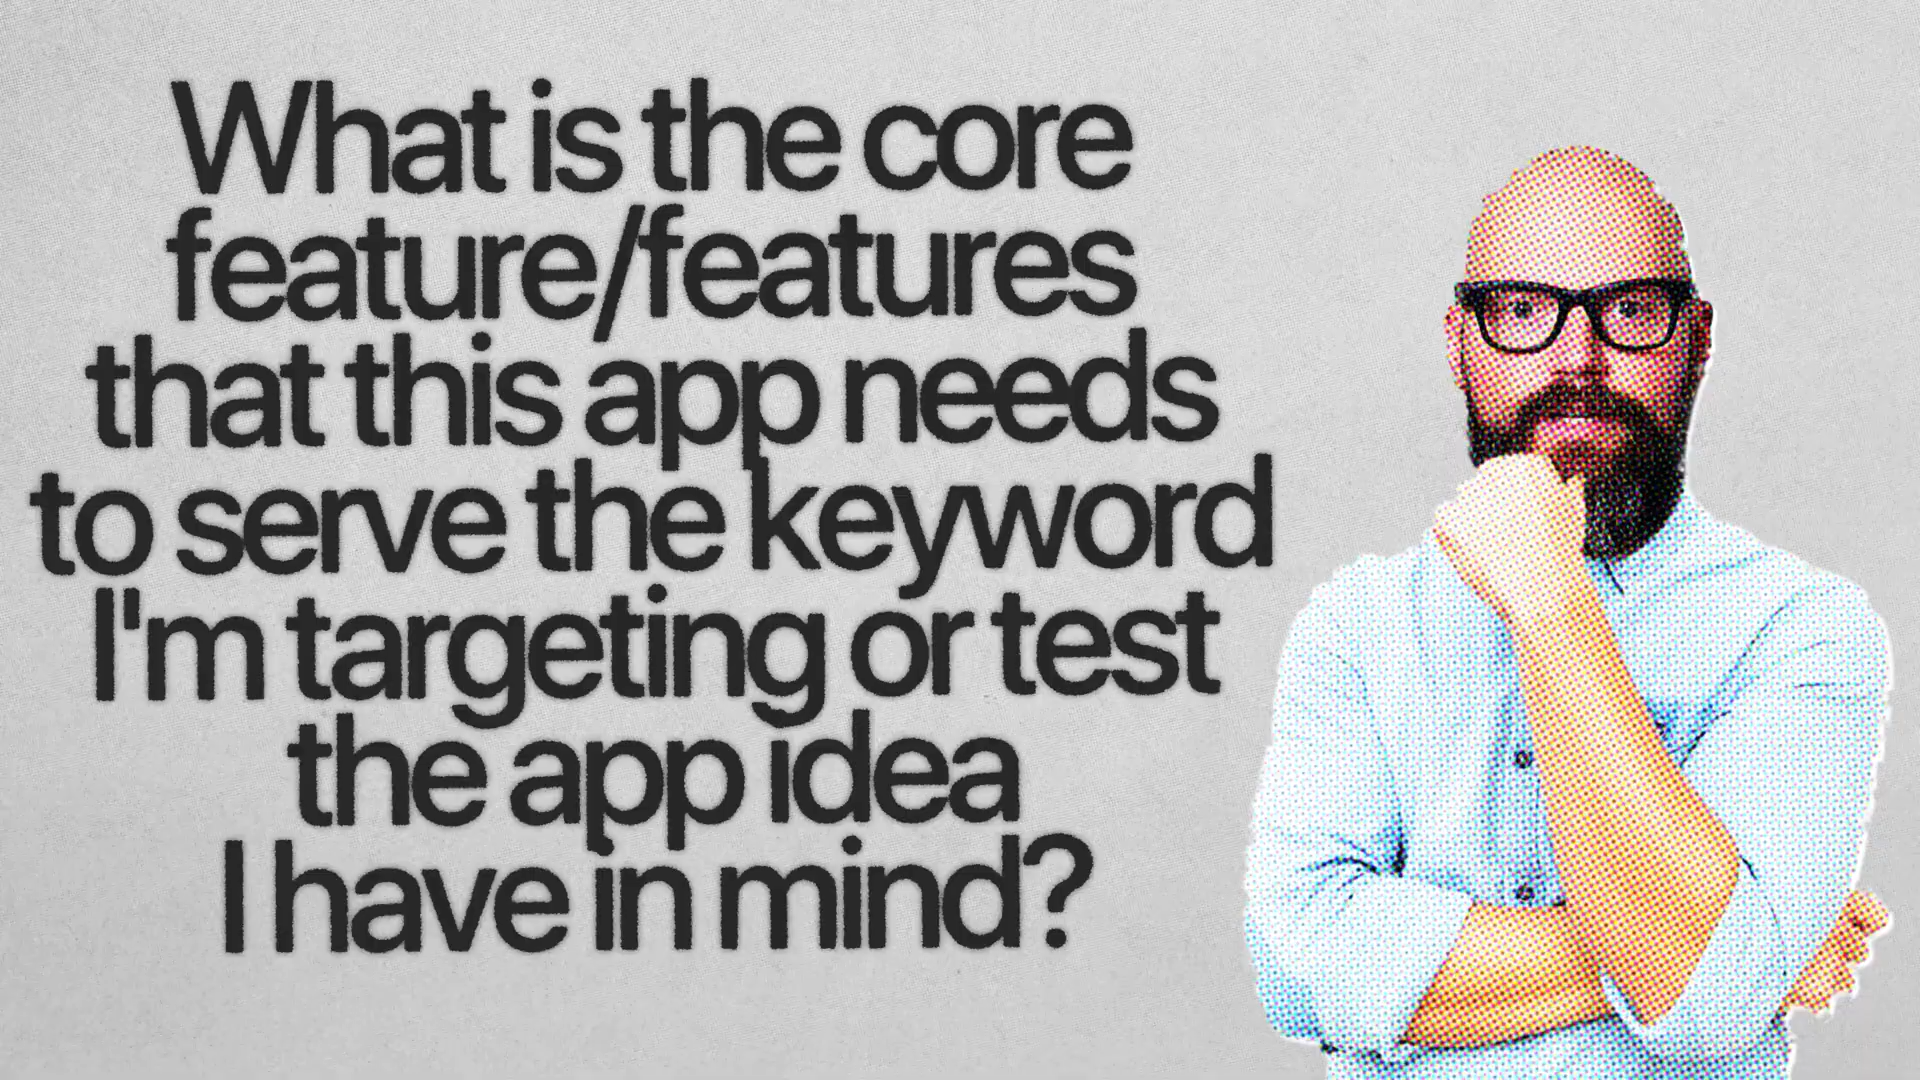 What is the core
feature/features
that this app needs
to serve the keyword
I'm targeting or test
the app idea
I have in mind?